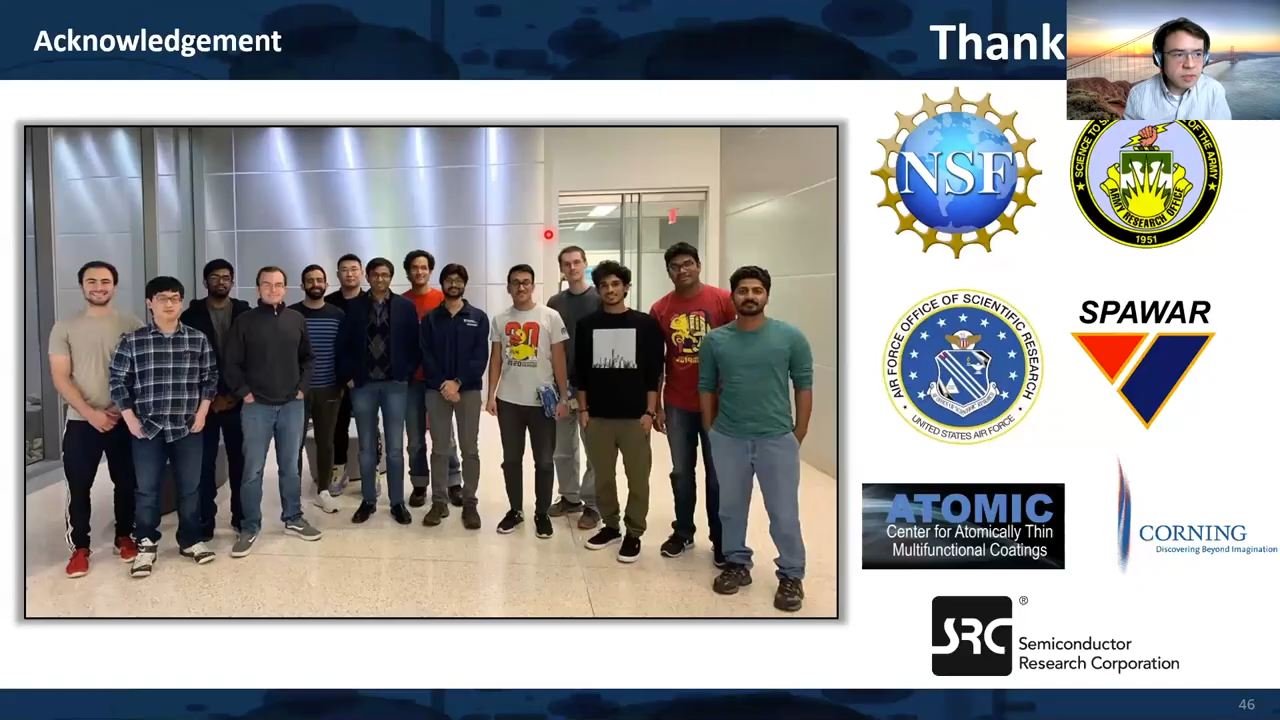 Acknowledgement
Thank
NSF
SCIENCE TO
OF THE ARMY
ARMY RESEARCH OFFICE
1951
AIR FORCE OFFICE OF SCIENTIFIC RESEARCH
UNITED STATES AIR FORCE
SPAWAR
ATOMIC
Center for Atomically Thin
Multifunctional Coatings
CORNING
Discovering Beyond Imagination
SRC®
Semiconductor
Research Corporation
46